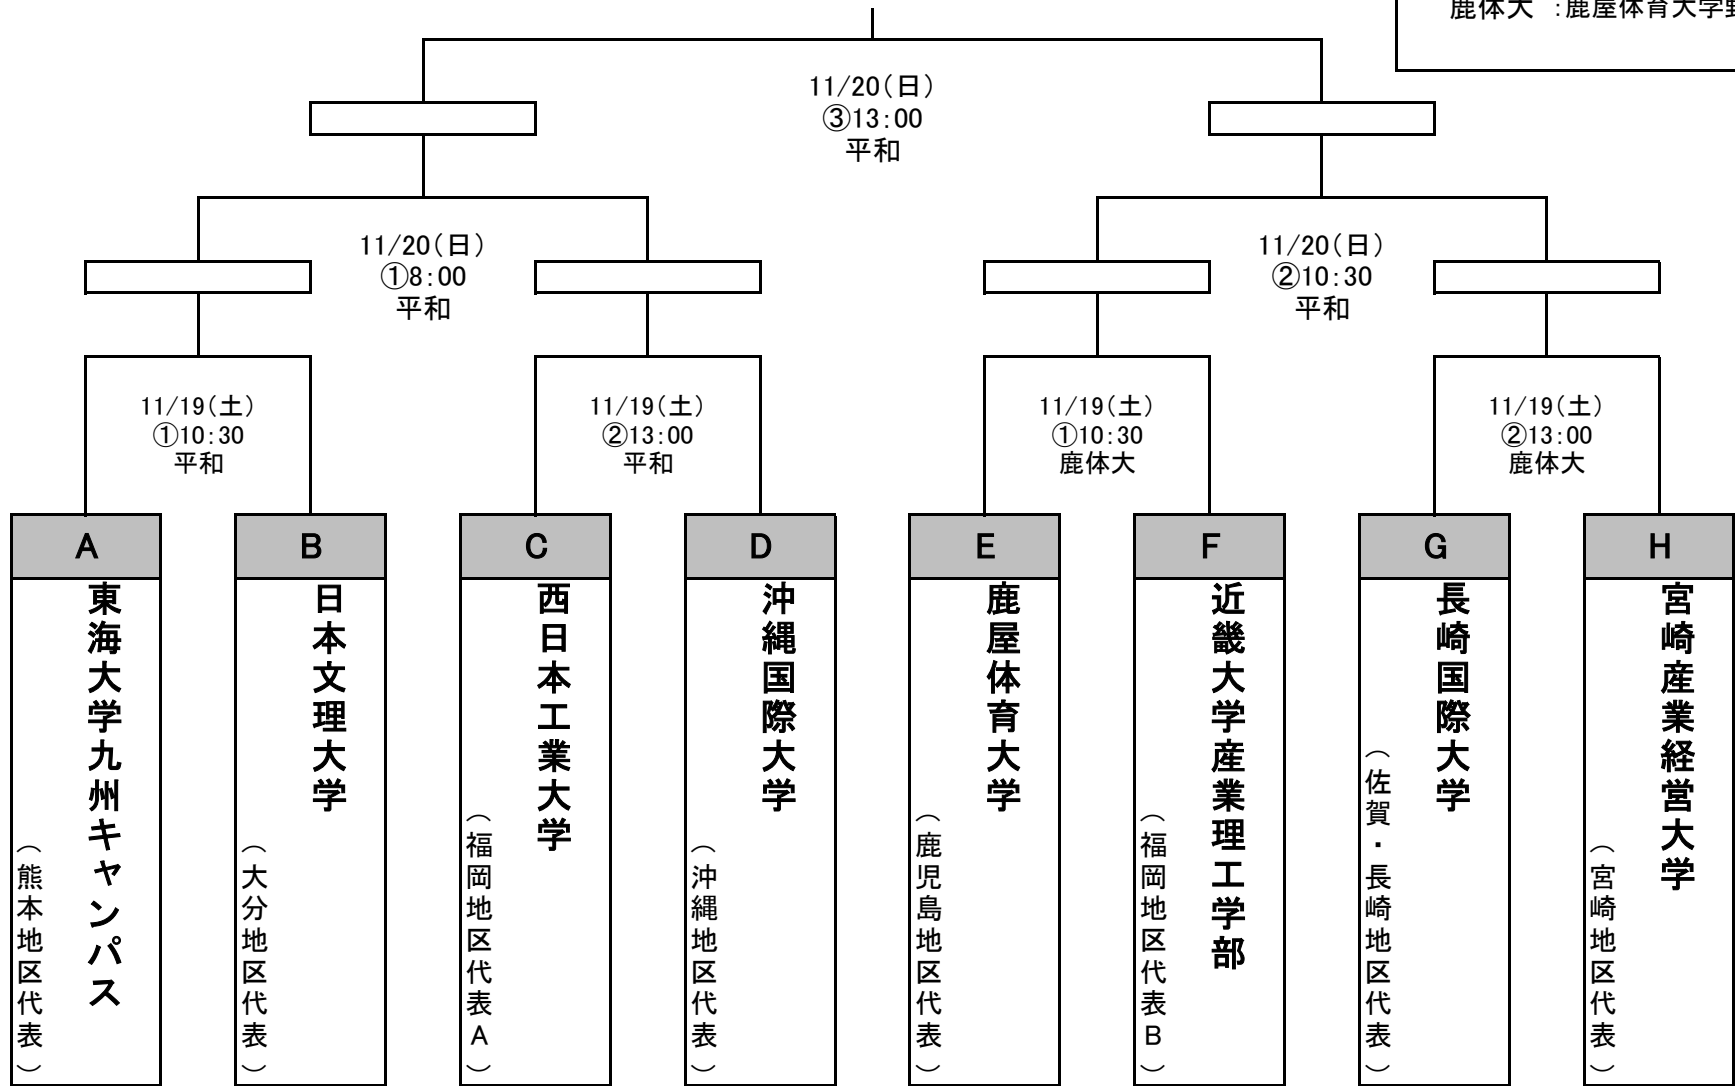 鹿体大 :鹿屋体育大学
11/20(日)
③13:00
平和
11/20(日)
①8:00
平和
11/20(日)
②10:30
平和
11/19(土)
①10:30
平和
11/19(土)
②13:00
平和
11/19(土)
①10:30
鹿体大
11/19(土)
②13:00
鹿体大
A
東海大学九州キャンパス
(熊本地区代表)
B
日本文理大学
(大分地区代表)
C
西日本工業大学
(福岡地区代表A)
D
沖縄国際大学
(沖縄地区代表)
E
鹿屋体育大学
(鹿児島地区代表)
F
近畿大学産業理工学部
(福岡地区代表B)
G
長崎国際大学
(佐賀・長崎地区代表)
H
宮崎産業経営大学
(宮崎地区代表)